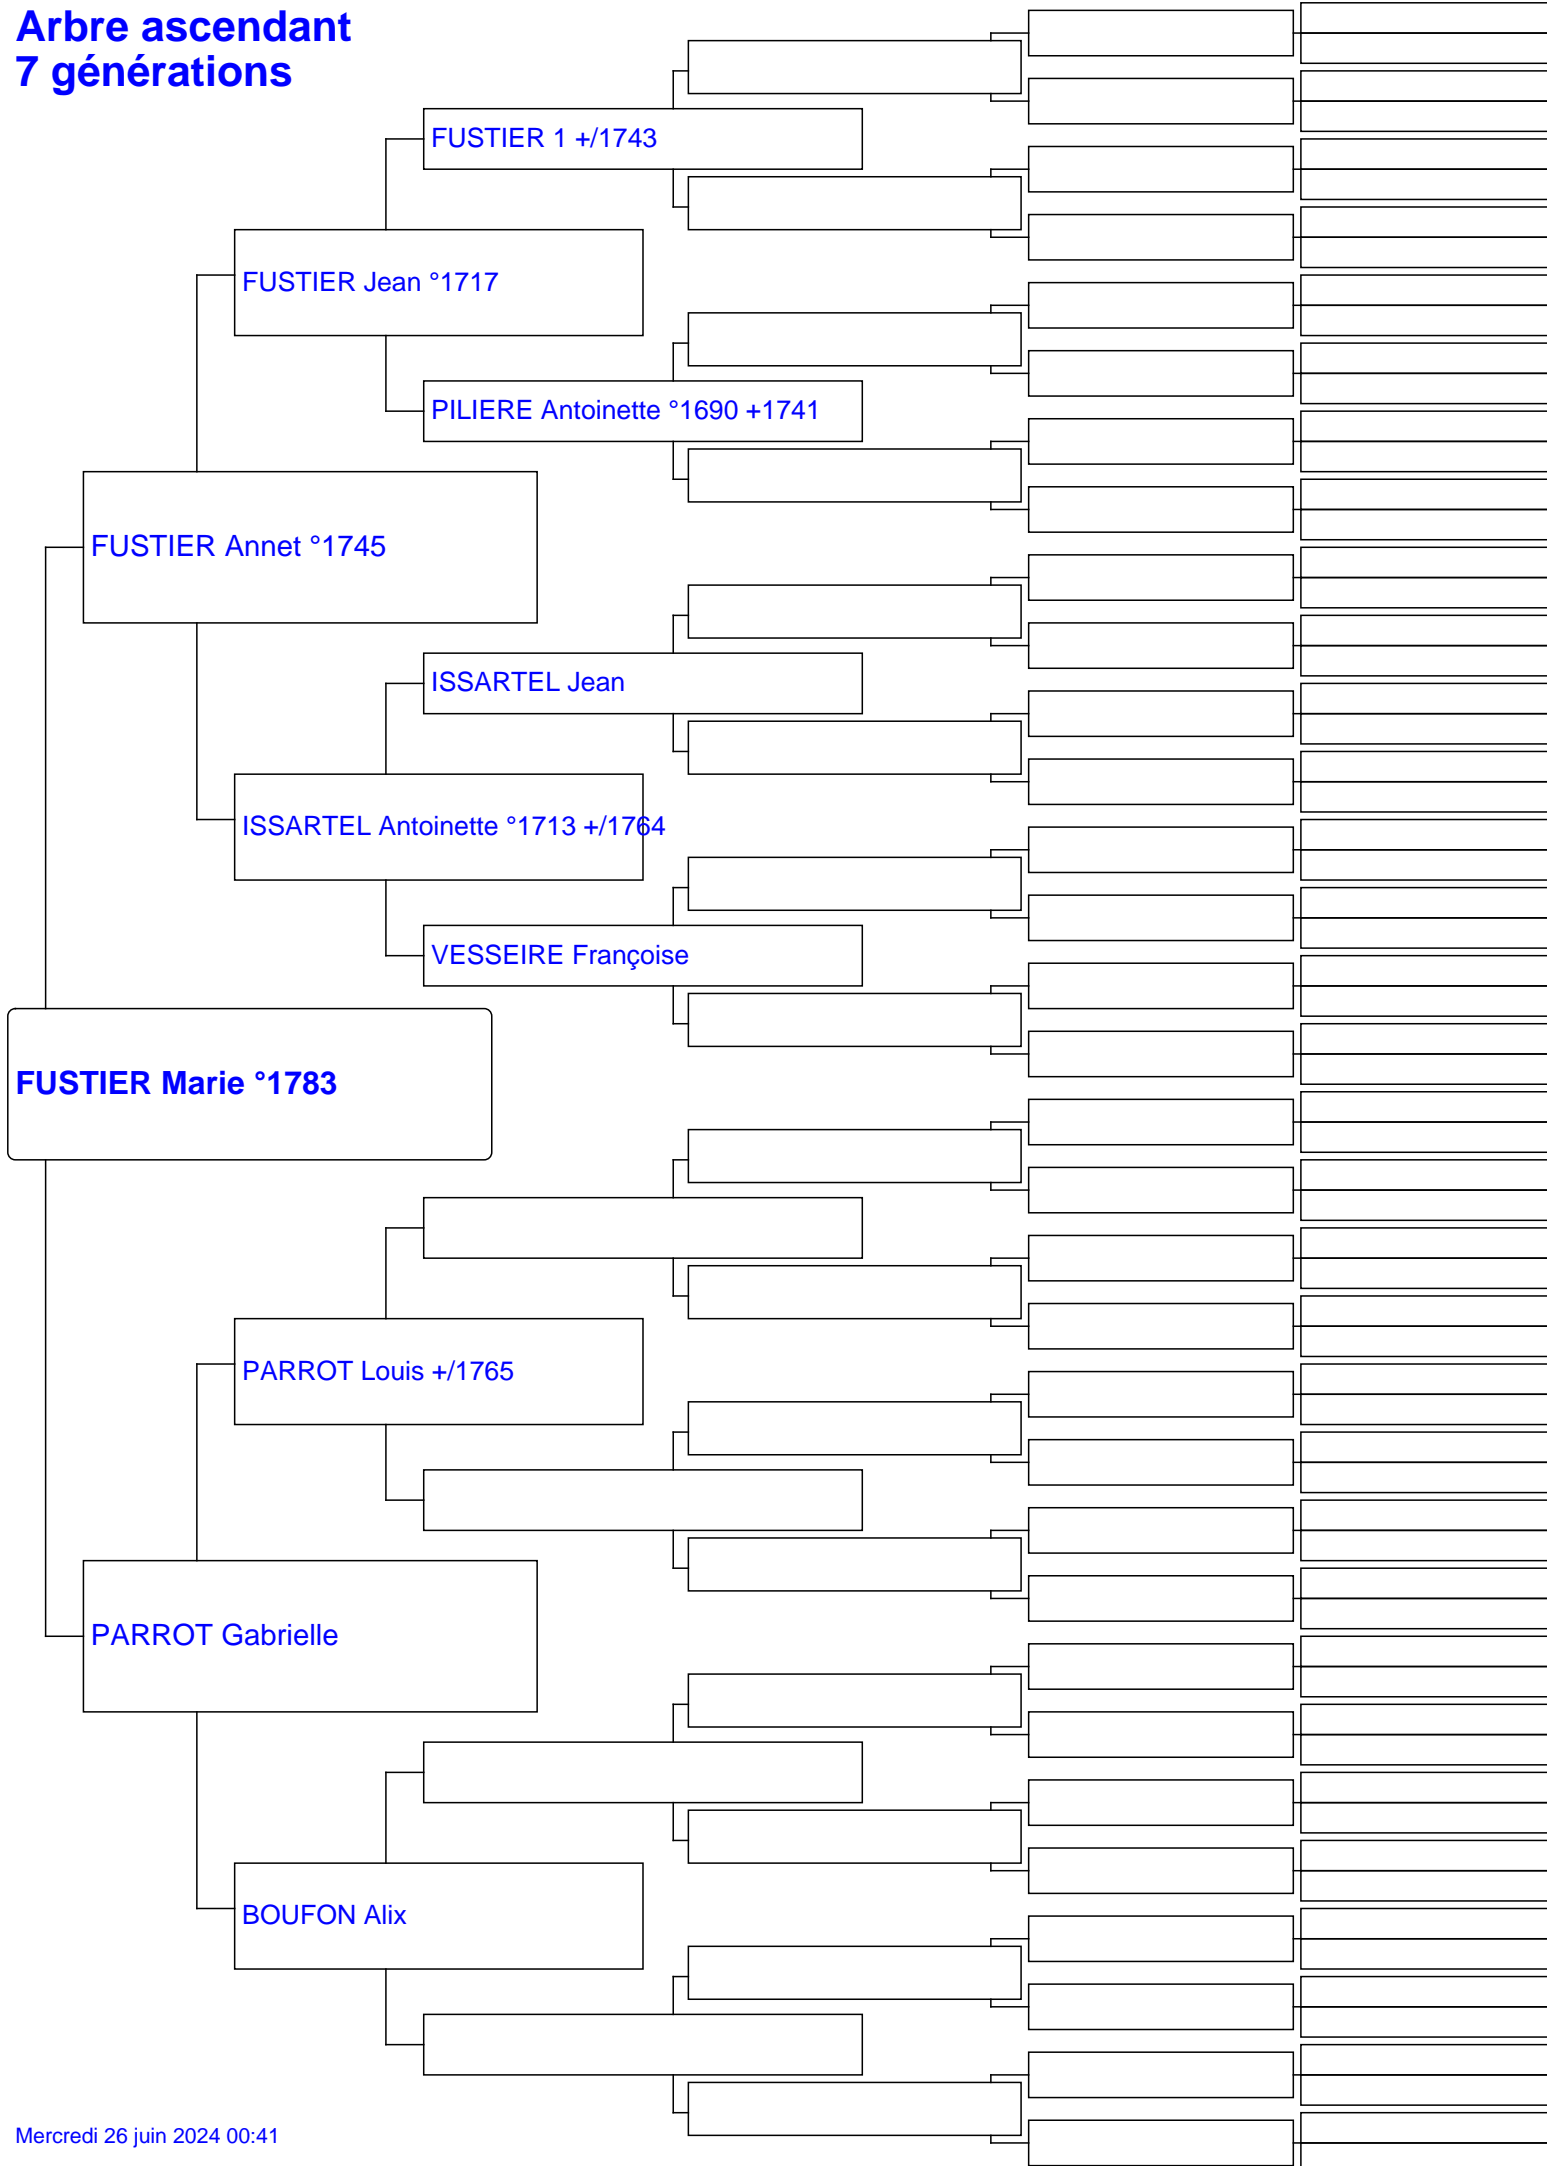 Arbre ascendant
7 générations
FUSTIER 1 +/1743
FUSTIER Jean °1717
PILIERE Antoinette °1690 +1741
FUSTIER Annet °1745
ISSARTEL Jean
ISSARTEL Antoinette °1713 +/1764
VESSEIRE Françoise
FUSTIER Marie °1783
PARROT Louis +/1765
PARROT Gabrielle
BOUFON Alix
Mercredi 26 juin 2024 00:41